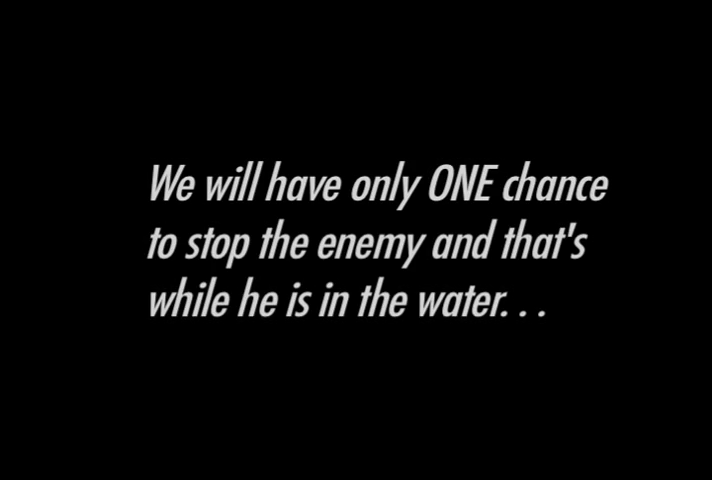 We will have only ONE chance
to stop the enemy and that's
while he is in the water. . .